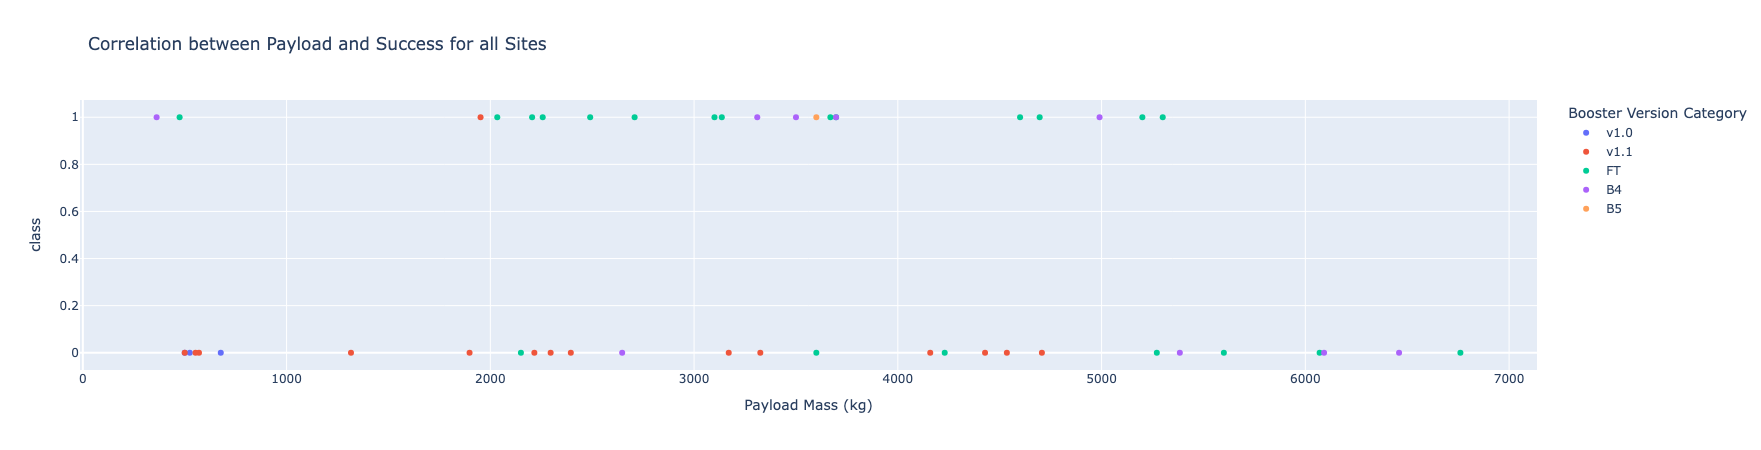 Correlation between Payload and Success for all Sites
Booster Version Category
v1.0
v1.1
FT
B4
B5
class
1
0.8
0.6
0.4
0.2
0
0 1000 2000 3000 4000 5000 6000 7000
Payload Mass (kg)